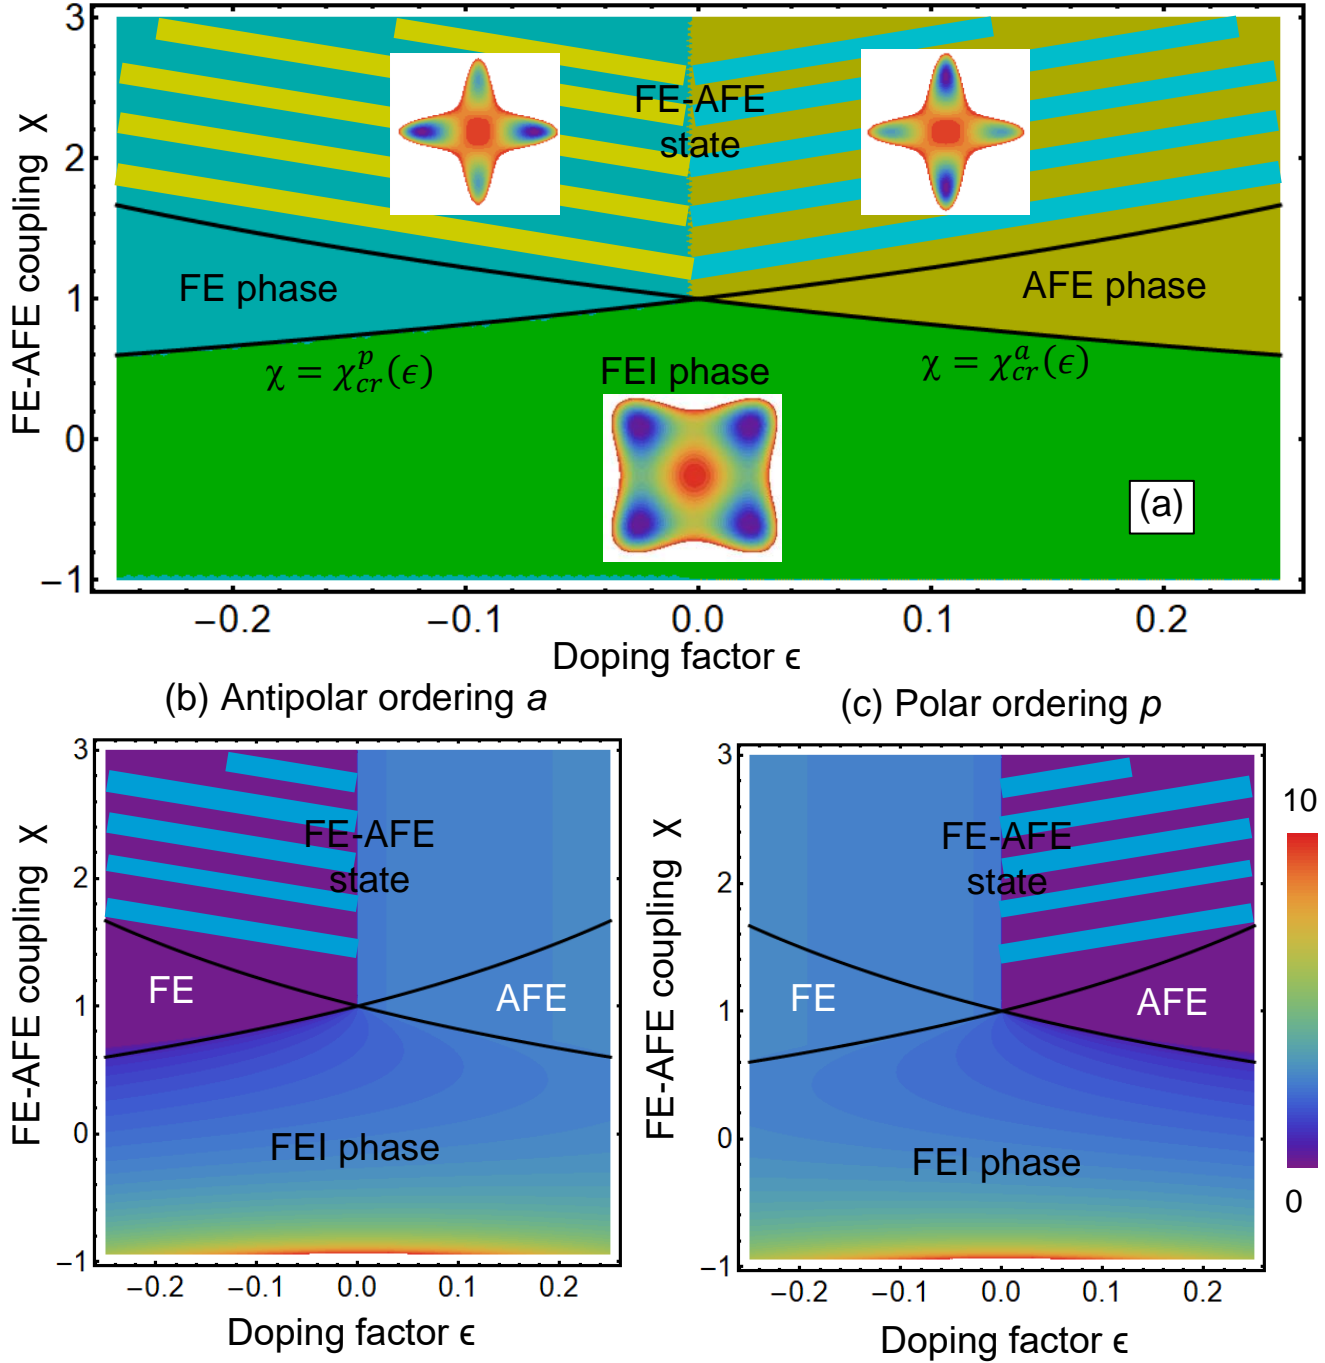 3
2
1
0
−1
FE-AFE coupling χ
FE-AFE
state
FE phase
AFE phase
χ = χ_cr^p(ϵ)
χ = χ_cr^a(ϵ)
FEI phase
(a)
−0.2 −0.1 0.0 0.1 0.2
Doping factor ϵ
(b) Antipolar ordering a
3
2
1
0
−1
FE-AFE coupling χ
FE-AFE
state
FE
AFE
FEI phase
−0.2 −0.1 0.0 0.1 0.2
Doping factor ϵ
(c) Polar ordering p
3
2
1
0
−1
FE-AFE coupling χ
FE-AFE
state
FE
AFE
FEI phase
−0.2 −0.1 0.0 0.1 0.2
Doping factor ϵ
10
0